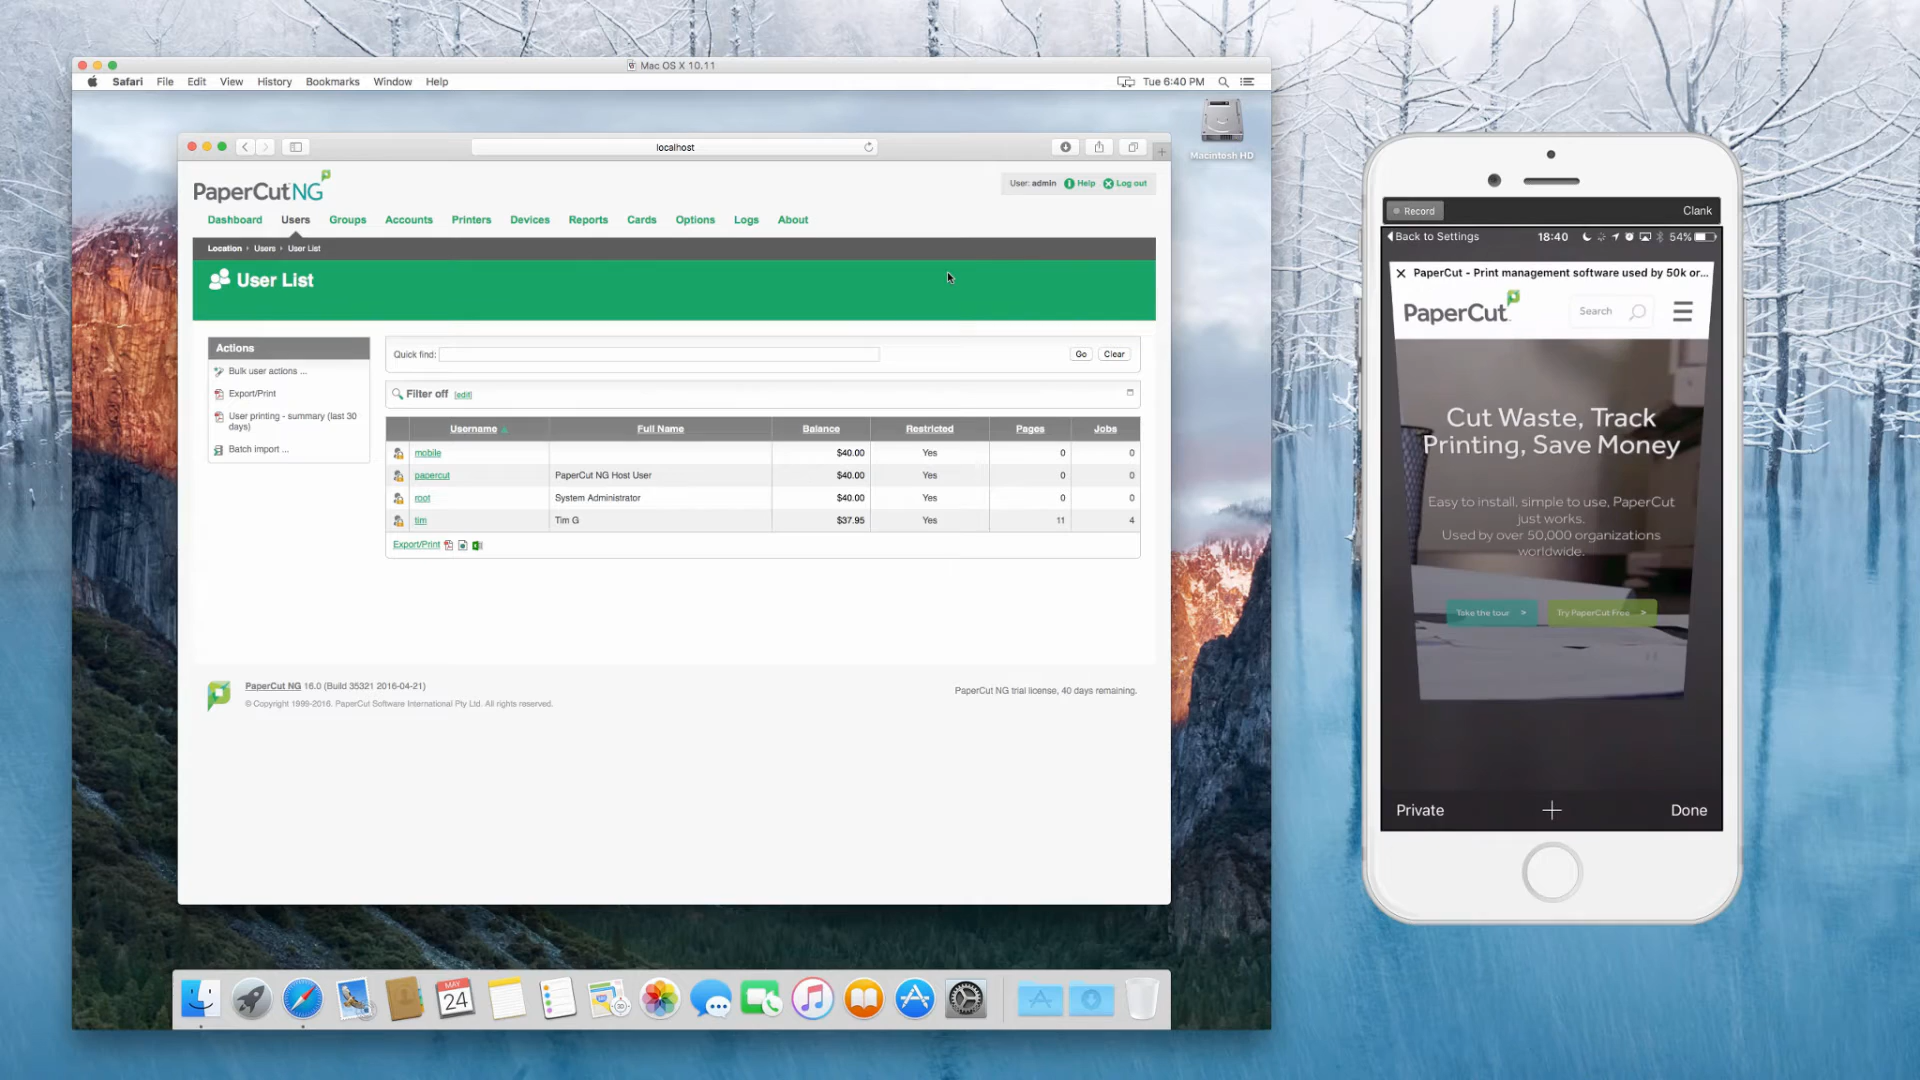 Mac OS X 10.11
Safari File Edit View History Bookmarks Window Help
Tue 6:40 PM
Macintosh HD
localhost
PaperCut NG
User: admin Help Log out
Dashboard Users Groups Accounts Printers Devices Reports Cards Options Logs About
Location › Users › User List
User List
Actions
Bulk user actions ...
Export/Print
User printing - summary (last 30
days)
Batch import ...
Quick find:
Go Clear
Filter off [edit]
Username Full Name Balance Restricted Pages Jobs
mobile $40.00 Yes 0 0
papercut PaperCut NG Host User $40.00 Yes 0 0
root System Administrator $40.00 Yes 0 0
tim Tim G $37.95 Yes 11 4
Export/Print
PaperCut NG 16.0 (Build 35321 2016-04-21)
© Copyright 1999-2016. PaperCut Software International Pty Ltd. All rights reserved.
PaperCut NG trial license, 40 days remaining.
MAY
24
Record Clank
Back to Settings 18:40 54%
PaperCut - Print management software used by 50k or...
PaperCut
Search
Cut Waste, Track
Printing, Save Money
Easy to install, simple to use, PaperCut
just works.
Used by over 50,000 organizations
worldwide.
Take the tour >
Try PaperCut Free >
Private + Done